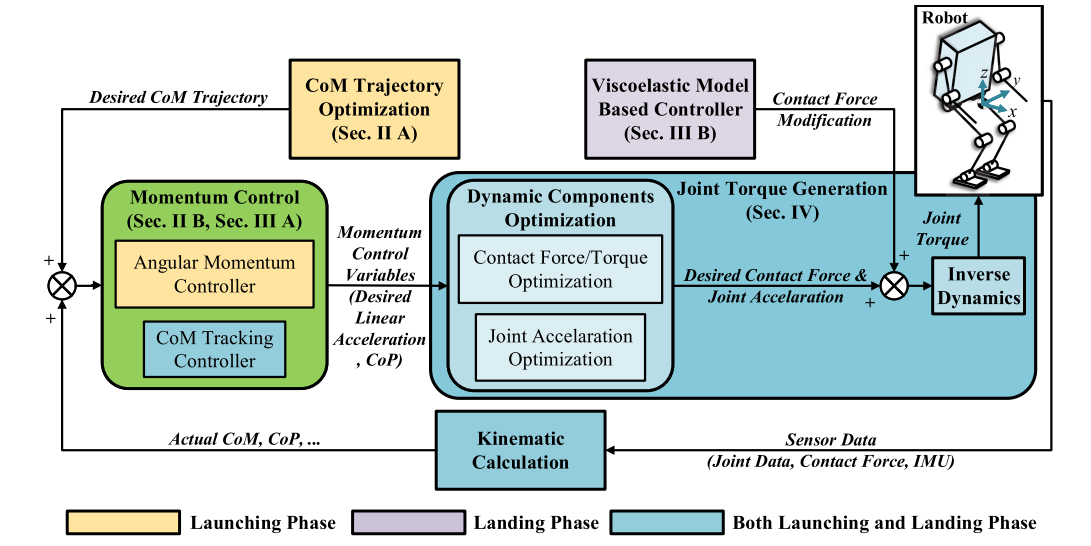 Robot
z
y
x
CoM Trajectory
Optimization
(Sec. II A)
Viscoelastic Model
Based Controller
(Sec. III B)
Desired CoM Trajectory
Contact Force
Modification
Momentum Control
(Sec. II B, Sec. III A)
Angular Momentum
Controller
CoM Tracking
Controller
Momentum
Control
Variables
(Desired
Linear
Acceleration
, CoP)
Dynamic Components
Optimization
Contact Force/Torque
Optimization
Joint Accelaration
Optimization
Joint Torque Generation
(Sec. IV)
Desired Contact Force &
Joint Accelaration
Joint
Torque
Inverse
Dynamics
+
+
+
+
Actual CoM, CoP, ...
Kinematic
Calculation
Sensor Data
(Joint Data, Contact Force, IMU)
Launching Phase
Landing Phase
Both Launching and Landing Phase